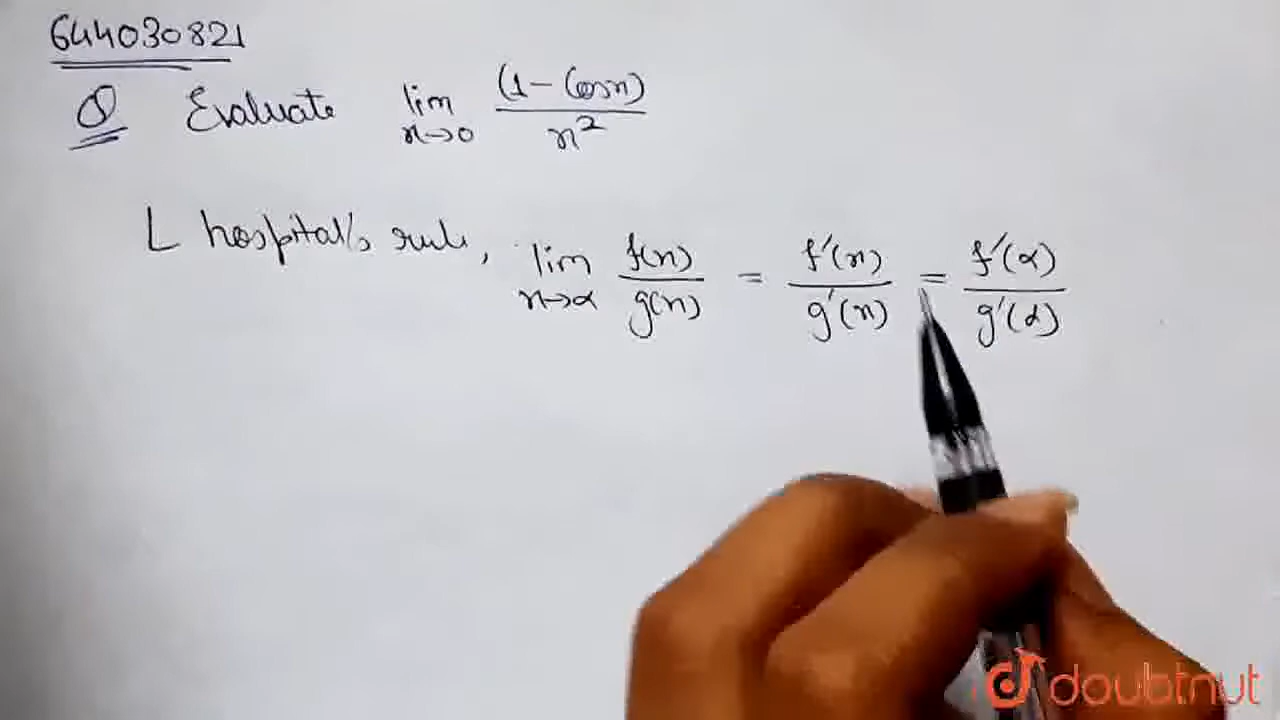 644030821
Q Evaluate lim x→0 (1 - Cosx) / x²
L hospital's rule, lim x→α f(x) / g(x) = f'(x) / g'(x) = f'(α) / g'(α)
doubtnut